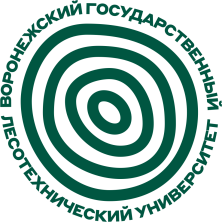 ВОРОНЕЖСКИЙ ГОСУДАРСТВЕННЫЙ
ЛЕСОТЕХНИЧЕСКИЙ УНИВЕРСИТЕТ